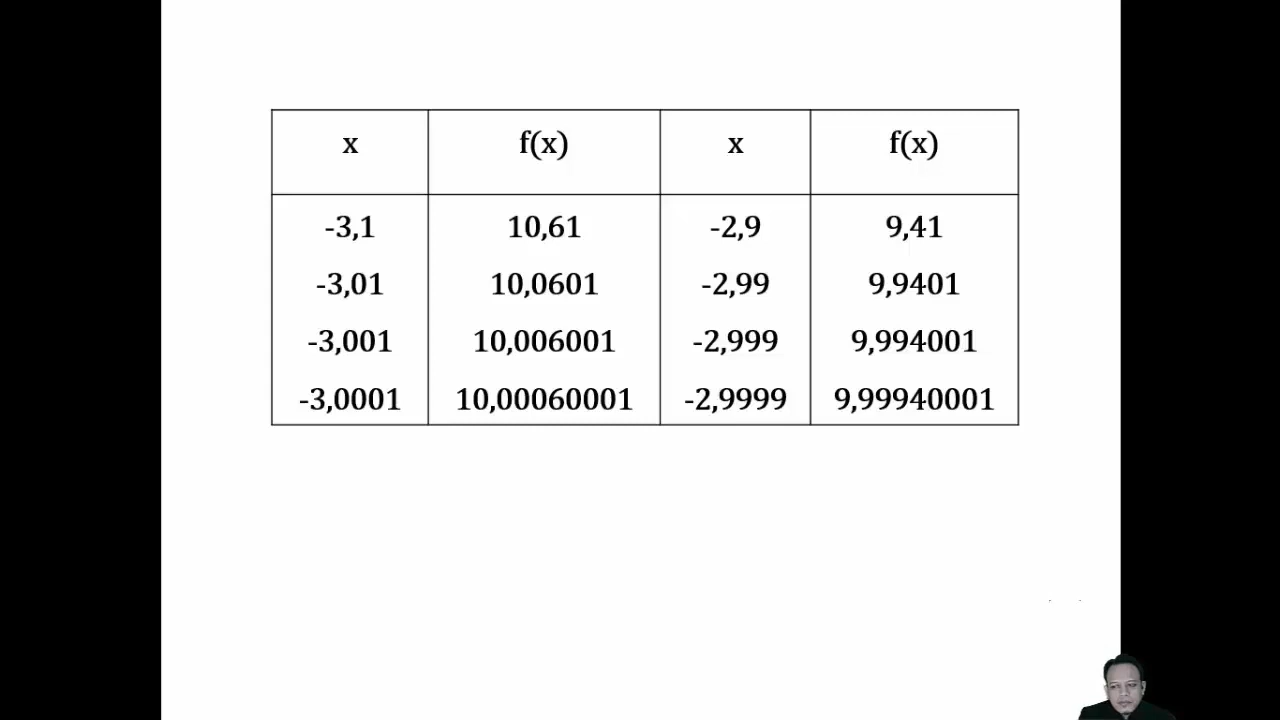 x f(x) x f(x)
-3,1 10,61 -2,9 9,41
-3,01 10,0601 -2,99 9,9401
-3,001 10,006001 -2,999 9,994001
-3,0001 10,00060001 -2,9999 9,99940001